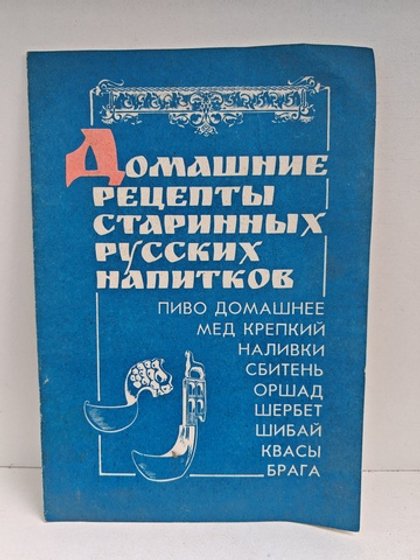 Домашние
рецепты
старинных
русских
напитков
ПИВО ДОМАШНЕЕ
МЕД КРЕПКИЙ
НАЛИВКИ
СБИТЕНЬ
ОРШАД
ШЕРБЕТ
ШИБАЙ
КВАСЫ
БРАГА